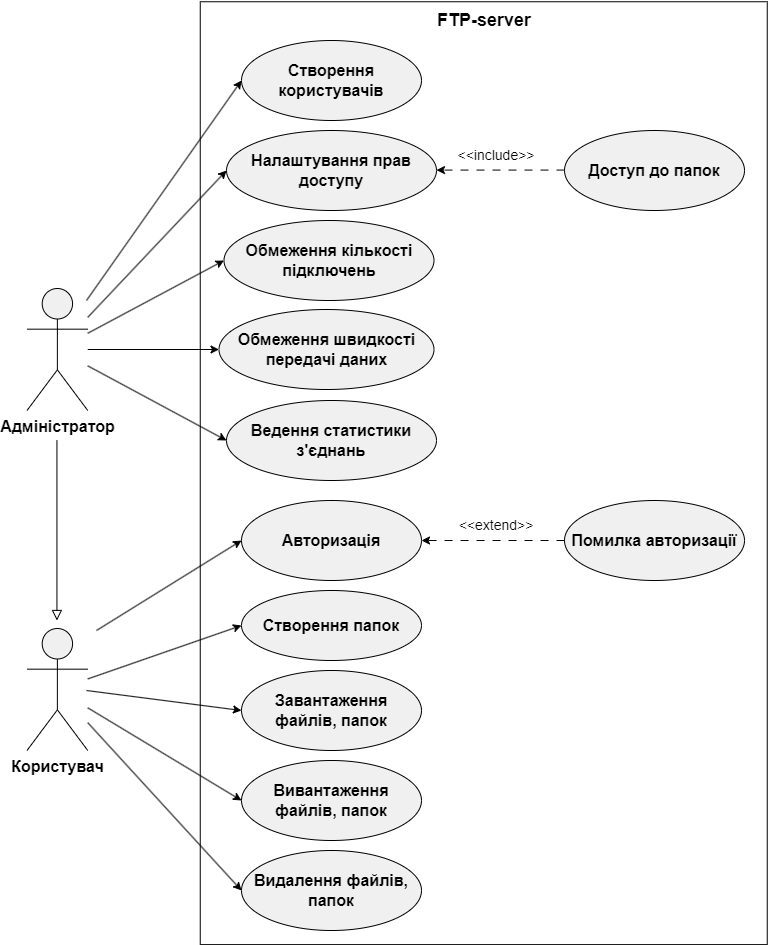 FTP-server
Створення
користувачів
Налаштування прав
доступу
<<include>>
Доступ до папок
Обмеження кількості
підключень
Обмеження швидкості
передачі даних
Адміністратор
Ведення статистики
з'єднань
Авторизація
<<extend>>
Помилка авторизації
Створення папок
Завантаження
файлів, папок
Користувач
Вивантаження
файлів, папок
Видалення файлів,
папок